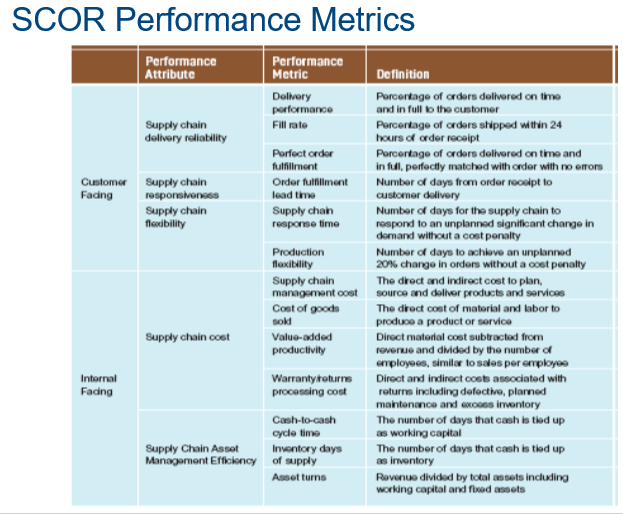 SCOR Performance Metrics
Performance Attribute
Performance Metric
Definition
Customer Facing
Supply chain delivery reliability
Delivery performance
Percentage of orders delivered on time
and in full to the customer
Fill rate
Percentage of orders shipped within 24
hours of order receipt
Perfect order fulfillment
Percentage of orders delivered on time and
in full, perfectly matched with order with no errors
Supply chain responsiveness
Order fulfillment lead time
Number of days from order receipt to
customer delivery
Supply chain flexibility
Supply chain response time
Number of days for the supply chain to
respond to an unplanned significant change in
demand without a cost penalty
Production flexibility
Number of days to achieve an unplanned
20% change in orders without a cost penalty
Internal Facing
Supply chain cost
Supply chain management cost
The direct and indirect cost to plan,
source and deliver products and services
Cost of goods sold
The direct cost of material and labor to
produce a product or service
Value-added productivity
Direct material cost subtracted from
revenue and divided by the number of
employees, similar to sales per employee
Warranty/returns processing cost
Direct and indirect costs associated with
returns including defective, planned
maintenance and excess inventory
Supply Chain Asset Management Efficiency
Cash-to-cash cycle time
The number of days that cash is tied up
as working capital
Inventory days of supply
The number of days that cash is tied up
as inventory
Asset turns
Revenue divided by total assets including
working capital and fixed assets